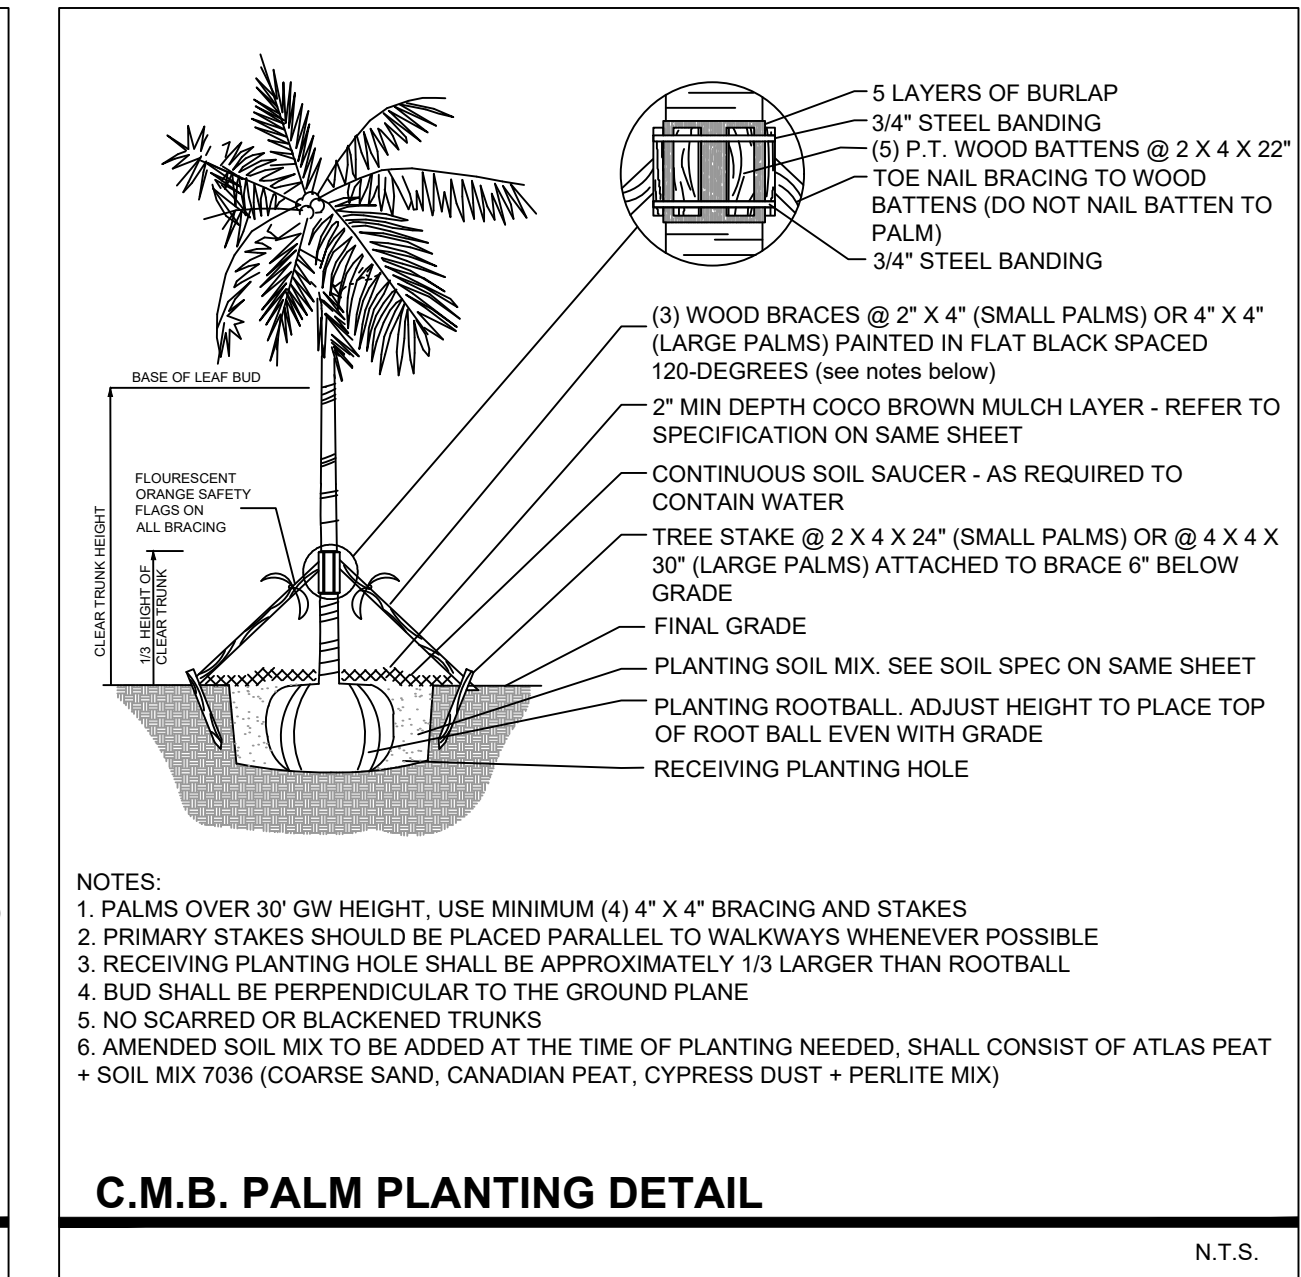 5 LAYERS OF BURLAP
3/4" STEEL BANDING
(5) P.T. WOOD BATTENS @ 2 X 4 X 22"
TOE NAIL BRACING TO WOOD
BATTENS (DO NOT NAIL BATTEN TO
PALM)
3/4" STEEL BANDING
(3) WOOD BRACES @ 2" X 4" (SMALL PALMS) OR 4" X 4"
(LARGE PALMS) PAINTED IN FLAT BLACK SPACED
120-DEGREES (see notes below)
2" MIN DEPTH COCO BROWN MULCH LAYER - REFER TO
SPECIFICATION ON SAME SHEET
CONTINUOUS SOIL SAUCER - AS REQUIRED TO
CONTAIN WATER
TREE STAKE @ 2 X 4 X 24" (SMALL PALMS) OR @ 4 X 4 X
30" (LARGE PALMS) ATTACHED TO BRACE 6" BELOW
GRADE
FINAL GRADE
PLANTING SOIL MIX. SEE SOIL SPEC ON SAME SHEET
PLANTING ROOTBALL. ADJUST HEIGHT TO PLACE TOP
OF ROOT BALL EVEN WITH GRADE
RECEIVING PLANTING HOLE
BASE OF LEAF BUD
FLOURESCENT
ORANGE SAFETY
FLAGS ON
ALL BRACING
CLEAR TRUNK HEIGHT
1/3 HEIGHT OF
CLEAR TRUNK
NOTES:
1. PALMS OVER 30' GW HEIGHT, USE MINIMUM (4) 4" X 4" BRACING AND STAKES
2. PRIMARY STAKES SHOULD BE PLACED PARALLEL TO WALKWAYS WHENEVER POSSIBLE
3. RECEIVING PLANTING HOLE SHALL BE APPROXIMATELY 1/3 LARGER THAN ROOTBALL
4. BUD SHALL BE PERPENDICULAR TO THE GROUND PLANE
5. NO SCARRED OR BLACKENED TRUNKS
6. AMENDED SOIL MIX TO BE ADDED AT THE TIME OF PLANTING NEEDED, SHALL CONSIST OF ATLAS PEAT
+ SOIL MIX 7036 (COARSE SAND, CANADIAN PEAT, CYPRESS DUST + PERLITE MIX)
C.M.B. PALM PLANTING DETAIL
N.T.S.